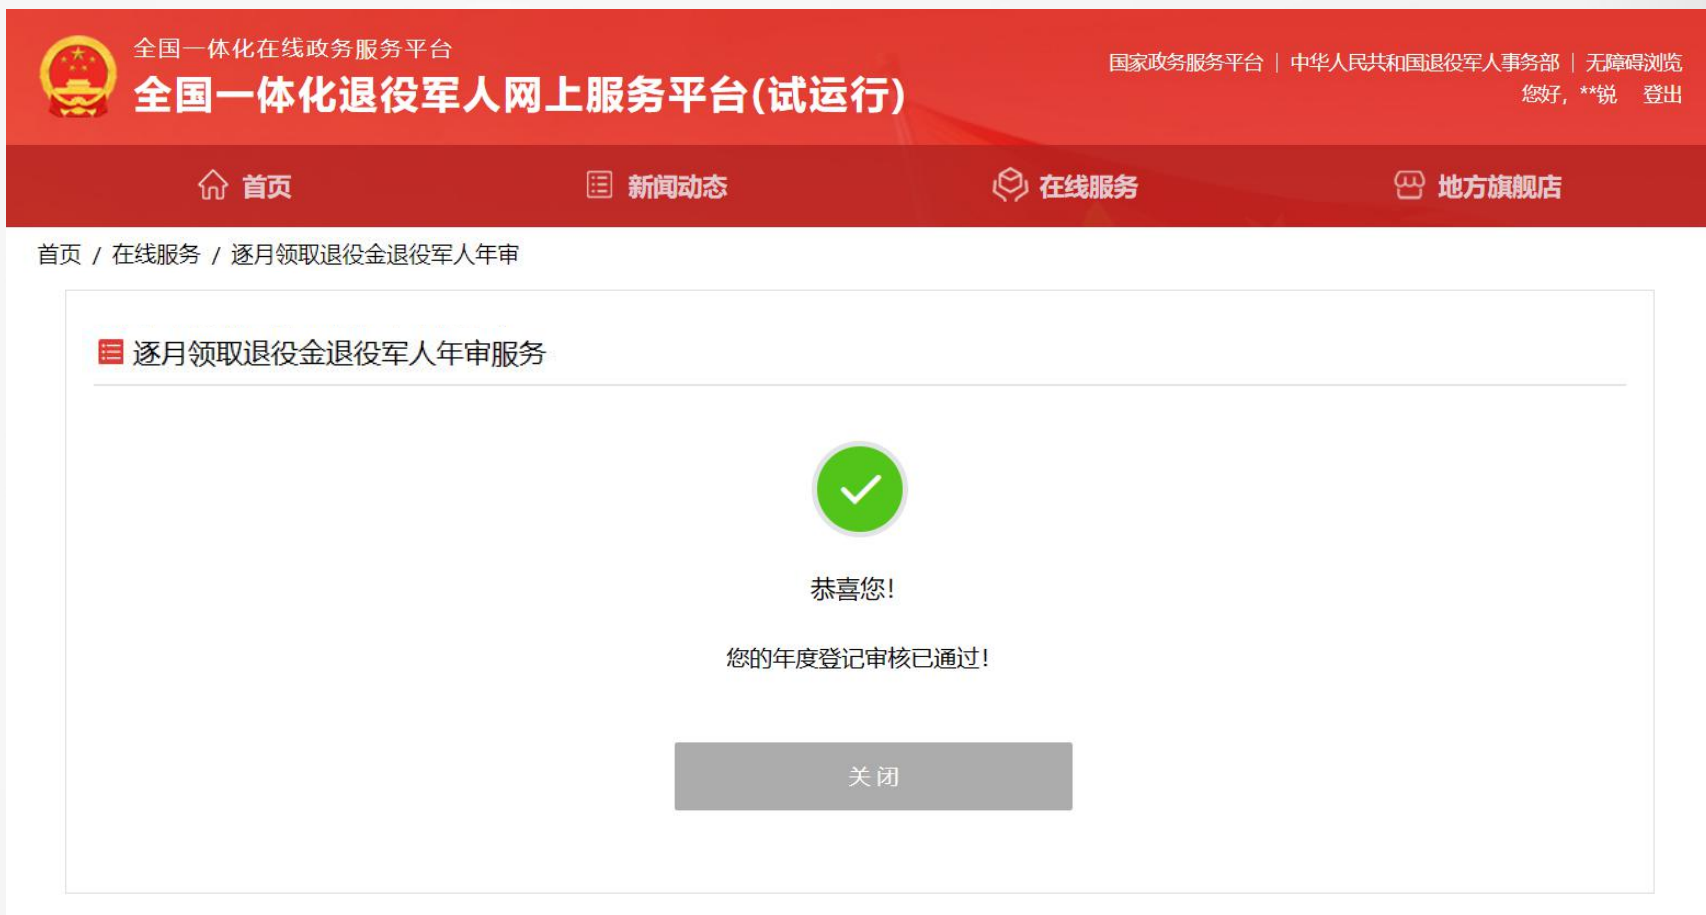 全国一体化在线政务服务平台
全国一体化退役军人网上服务平台(试运行)
国家政务服务平台 | 中华人民共和国退役军人事务部 | 无障碍浏览
您好, **锐 登出
首页 新闻动态 在线服务 地方旗舰店
首页 / 在线服务 / 逐月领取退役金退役军人年审
逐月领取退役金退役军人年审服务
恭喜您!
您的年度登记审核已通过!
关闭